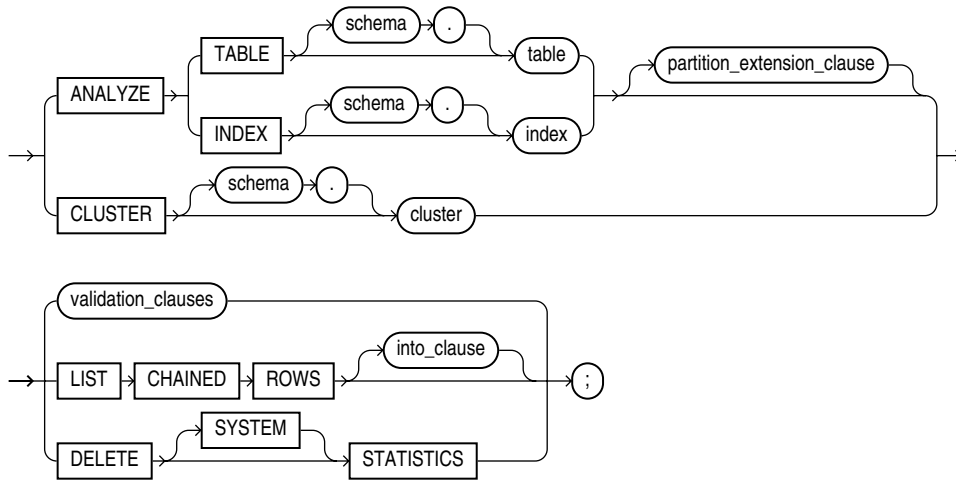 schema .
TABLE table partition_extension_clause
ANALYZE
schema .
INDEX index
schema .
CLUSTER cluster
validation_clauses
into_clause
LIST CHAINED ROWS ;
SYSTEM
DELETE STATISTICS